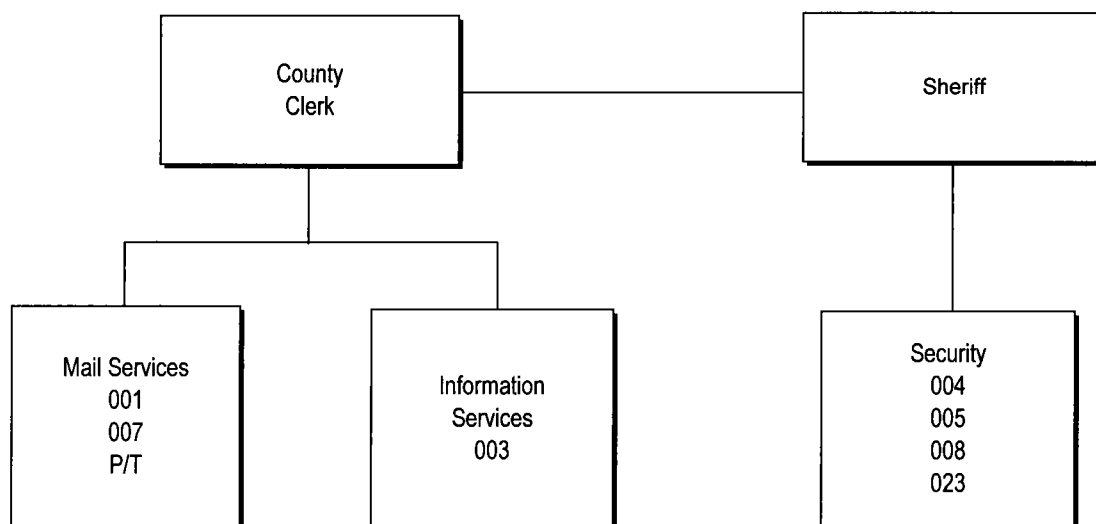 County
Clerk
Sheriff
Mail Services
001
007
P/T
Information
Services
003
Security
004
005
008
023